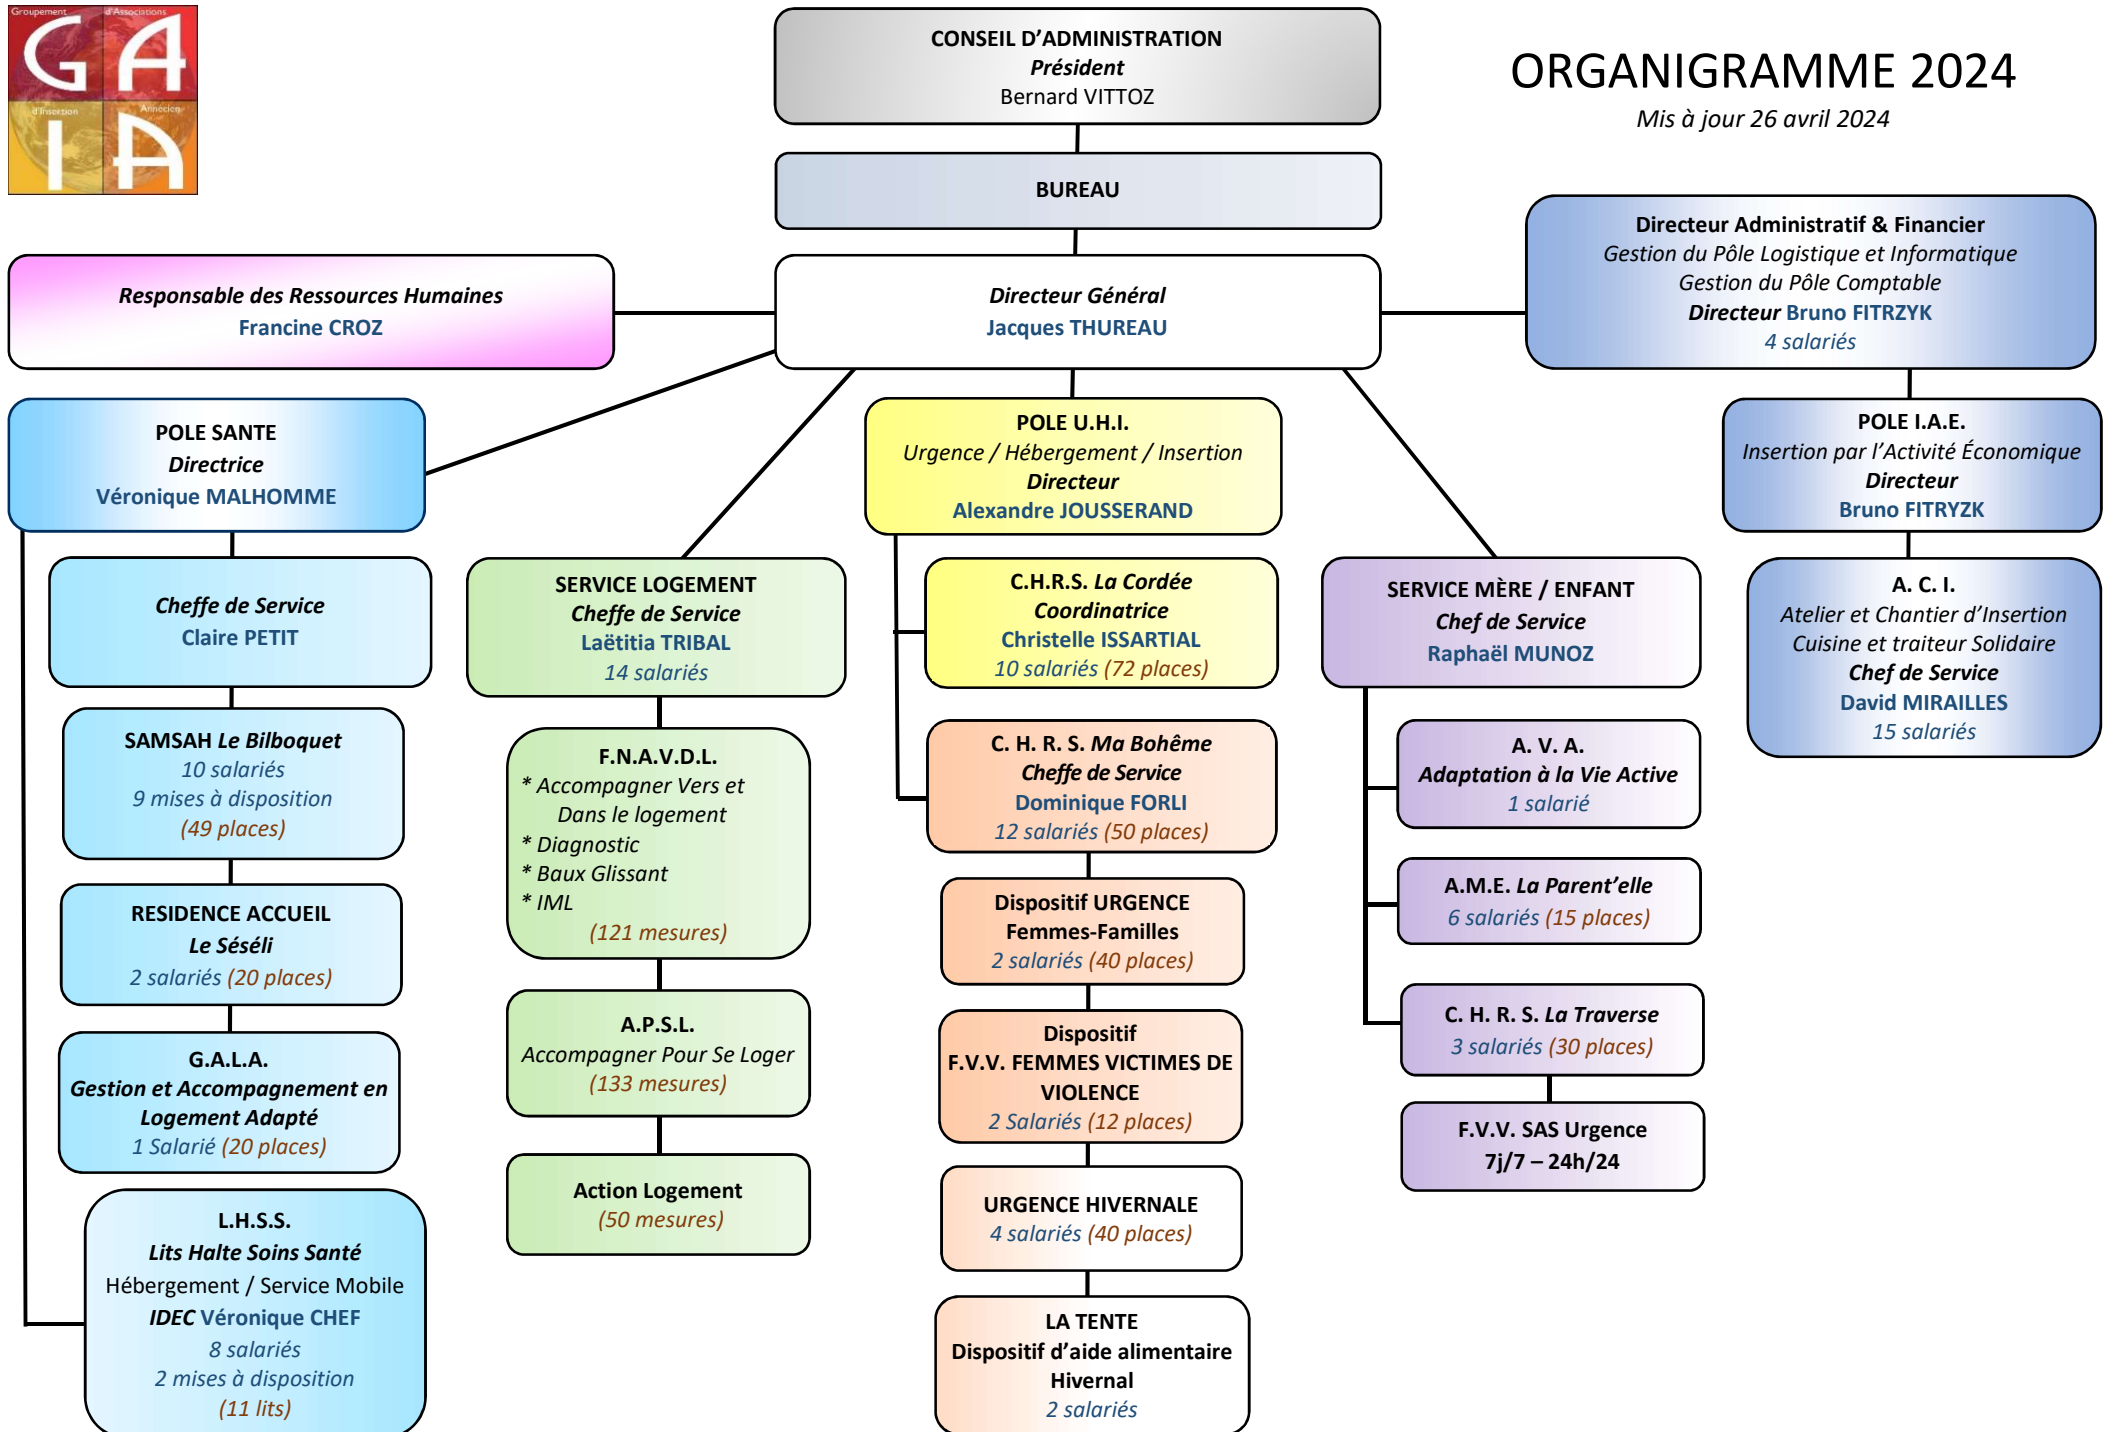 Groupement d'Associations
G A
d'Insertion Annécien
I A
CONSEIL D'ADMINISTRATION
Président
Bernard VITTOZ
ORGANIGRAMME 2024
Mis à jour 26 avril 2024
BUREAU
Responsable des Ressources Humaines
Francine CROZ
Directeur Général
Jacques THUREAU
Directeur Administratif & Financier
Gestion du Pôle Logistique et Informatique
Gestion du Pôle Comptable
Directeur Bruno FITRZYK
4 salariés
POLE SANTE
Directrice
Véronique MALHOMME
Cheffe de Service
Claire PETIT
SAMSAH Le Bilboquet
10 salariés
9 mises à disposition
(49 places)
RESIDENCE ACCUEIL
Le Séséli
2 salariés (20 places)
G.A.L.A.
Gestion et Accompagnement en
Logement Adapté
1 Salarié (20 places)
L.H.S.S.
Lits Halte Soins Santé
Hébergement / Service Mobile
IDEC Véronique CHEF
8 salariés
2 mises à disposition
(11 lits)
SERVICE LOGEMENT
Cheffe de Service
Laëtitia TRIBAL
14 salariés
F.N.A.V.D.L.
* Accompagner Vers et
Dans le logement
* Diagnostic
* Baux Glissant
* IML
(121 mesures)
A.P.S.L.
Accompagner Pour Se Loger
(133 mesures)
Action Logement
(50 mesures)
POLE U.H.I.
Urgence / Hébergement / Insertion
Directeur
Alexandre JOUSSERAND
C.H.R.S. La Cordée
Coordinatrice
Christelle ISSARTIAL
10 salariés (72 places)
C. H. R. S. Ma Bohême
Cheffe de Service
Dominique FORLI
12 salariés (50 places)
Dispositif URGENCE
Femmes-Familles
2 salariés (40 places)
Dispositif
F.V.V. FEMMES VICTIMES DE
VIOLENCE
2 Salariés (12 places)
URGENCE HIVERNALE
4 salariés (40 places)
LA TENTE
Dispositif d'aide alimentaire
Hivernal
2 salariés
SERVICE MÈRE / ENFANT
Chef de Service
Raphaël MUNOZ
A. V. A.
Adaptation à la Vie Active
1 salarié
A.M.E. La Parent'elle
6 salariés (15 places)
C. H. R. S. La Traverse
3 salariés (30 places)
F.V.V. SAS Urgence
7j/7 – 24h/24
POLE I.A.E.
Insertion par l'Activité Économique
Directeur
Bruno FITRYZK
A. C. I.
Atelier et Chantier d'Insertion
Cuisine et traiteur Solidaire
Chef de Service
David MIRAILLES
15 salariés